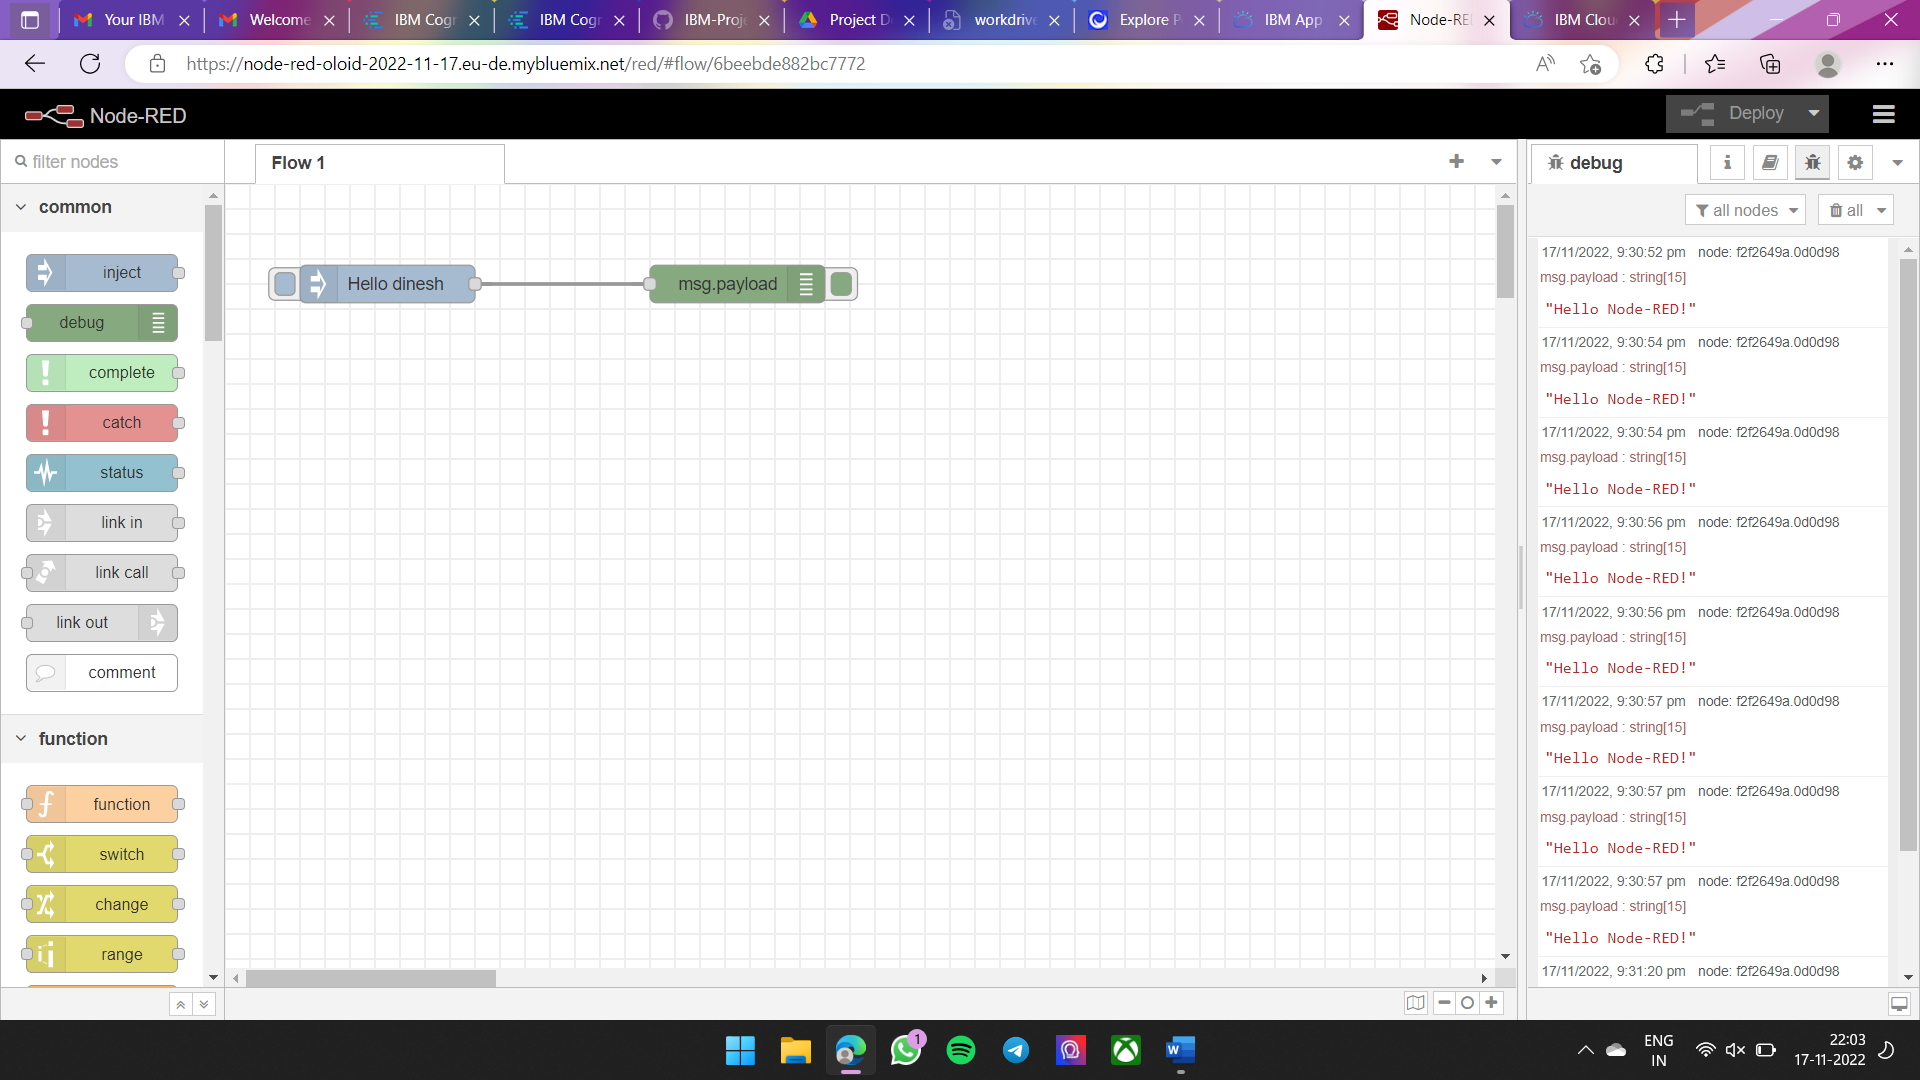 Your IBM
Welcome
IBM Cogr
IBM Cogr
IBM-Proje
Project D
workdrive
Explore P
IBM App
Node-RE
IBM Clou
https://node-red-oloid-2022-11-17.eu-de.mybluemix.net/red/#flow/6beebde882bc7772
Node-RED
Deploy
filter nodes
Flow 1
debug
common
all nodes
all
inject
debug
complete
catch
status
link in
link call
link out
comment
function
function
switch
change
range
Hello dinesh
msg.payload
17/11/2022, 9:30:52 pm node: f2f2649a.0d0d98
msg.payload : string[15]
"Hello Node-RED!"
17/11/2022, 9:30:54 pm node: f2f2649a.0d0d98
msg.payload : string[15]
"Hello Node-RED!"
17/11/2022, 9:30:54 pm node: f2f2649a.0d0d98
msg.payload : string[15]
"Hello Node-RED!"
17/11/2022, 9:30:56 pm node: f2f2649a.0d0d98
msg.payload : string[15]
"Hello Node-RED!"
17/11/2022, 9:30:56 pm node: f2f2649a.0d0d98
msg.payload : string[15]
"Hello Node-RED!"
17/11/2022, 9:30:57 pm node: f2f2649a.0d0d98
msg.payload : string[15]
"Hello Node-RED!"
17/11/2022, 9:30:57 pm node: f2f2649a.0d0d98
msg.payload : string[15]
"Hello Node-RED!"
17/11/2022, 9:30:57 pm node: f2f2649a.0d0d98
msg.payload : string[15]
"Hello Node-RED!"
17/11/2022, 9:31:20 pm node: f2f2649a.0d0d98
1
ENG
IN
22:03
17-11-2022